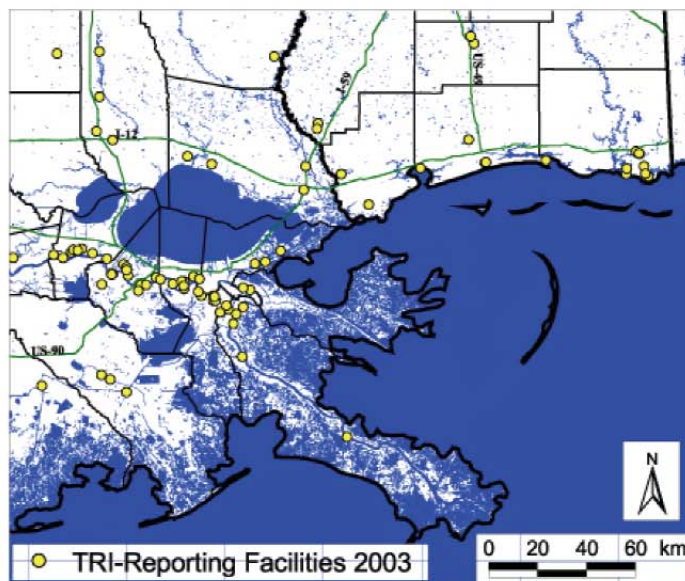 I-59
US-49
I-12
US-90
N
TRI-Reporting Facilities 2003
0 20 40 60 km